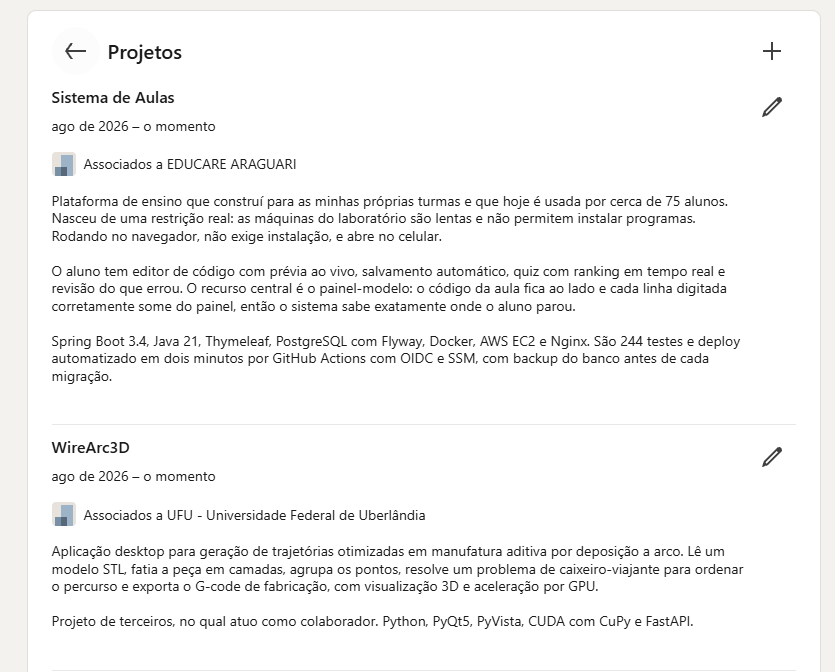 Projetos
Sistema de Aulas
ago de 2026 – o momento
Associados a EDUCARE ARAGUARI
Plataforma de ensino que construí para as minhas próprias turmas e que hoje é usada por cerca de 75 alunos.
Nasceu de uma restrição real: as máquinas do laboratório são lentas e não permitem instalar programas.
Rodando no navegador, não exige instalação, e abre no celular.
O aluno tem editor de código com prévia ao vivo, salvamento automático, quiz com ranking em tempo real e
revisão do que errou. O recurso central é o painel-modelo: o código da aula fica ao lado e cada linha digitada
corretamente some do painel, então o sistema sabe exatamente onde o aluno parou.
Spring Boot 3.4, Java 21, Thymeleaf, PostgreSQL com Flyway, Docker, AWS EC2 e Nginx. São 244 testes e deploy
automatizado em dois minutos por GitHub Actions com OIDC e SSM, com backup do banco antes de cada
migração.
WireArc3D
ago de 2026 – o momento
Associados a UFU - Universidade Federal de Uberlândia
Aplicação desktop para geração de trajetórias otimizadas em manufatura aditiva por deposição a arco. Lê um
modelo STL, fatia a peça em camadas, agrupa os pontos, resolve um problema de caixeiro-viajante para ordenar
o percurso e exporta o G-code de fabricação, com visualização 3D e aceleração por GPU.
Projeto de terceiros, no qual atuo como colaborador. Python, PyQt5, PyVista, CUDA com CuPy e FastAPI.